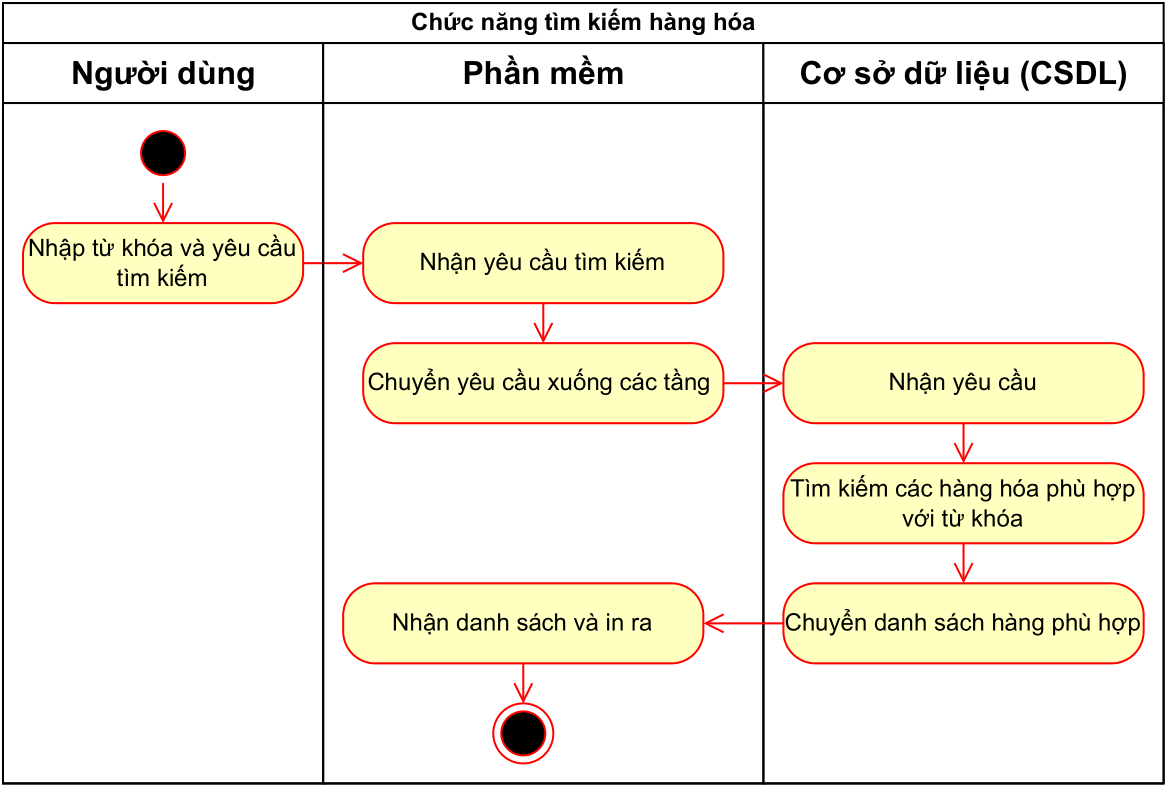 Chức năng tìm kiếm hàng hóa
Người dùng
Phần mềm
Cơ sở dữ liệu (CSDL)
Nhập từ khóa và yêu cầu
tìm kiếm
Nhận yêu cầu tìm kiếm
Chuyển yêu cầu xuống các tầng
Nhận yêu cầu
Tìm kiếm các hàng hóa phù hợp
với từ khóa
Chuyển danh sách hàng phù hợp
Nhận danh sách và in ra